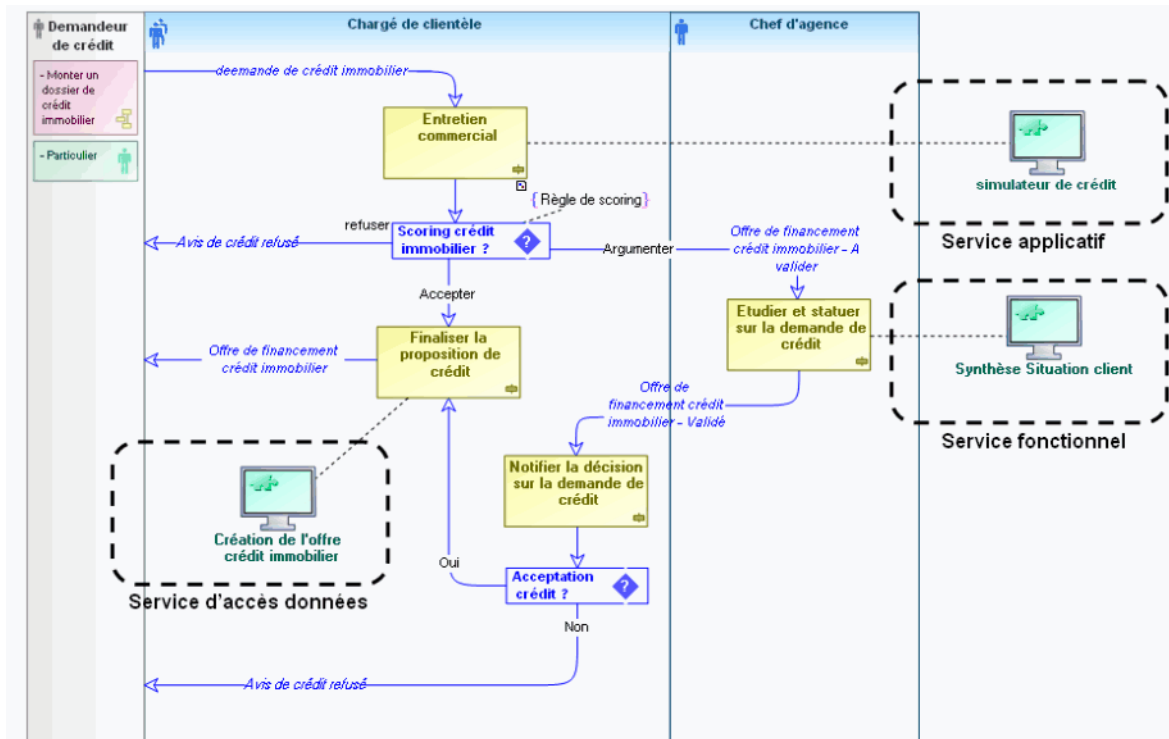 Demandeur
de crédit
Chargé de clientèle
Chef d'agence
- Monter un
dossier de
crédit
immobilier
- Particulier
deemande de crédit immobilier
Entretien
commercial
simulateur de crédit
Service applicatif
{ Règle de scoring}
refuser
Scoring crédit
immobilier ?
?
Avis de crédit refusé
Argumenter
Offre de financement
crédit immobilier - A
valider
Accepter
Finaliser la
proposition de
crédit
Offre de financement
crédit immobilier
Etudier et statuer
sur la demande de
crédit
Synthèse Situation client
Service fonctionnel
Offre de
financement crédit
immobilier - Validé
Notifier la décision
sur la demande de
crédit
Création de l'offre
crédit immobilier
Service d'accès données
Oui
Acceptation
crédit ?
?
Non
Avis de crédit refusé